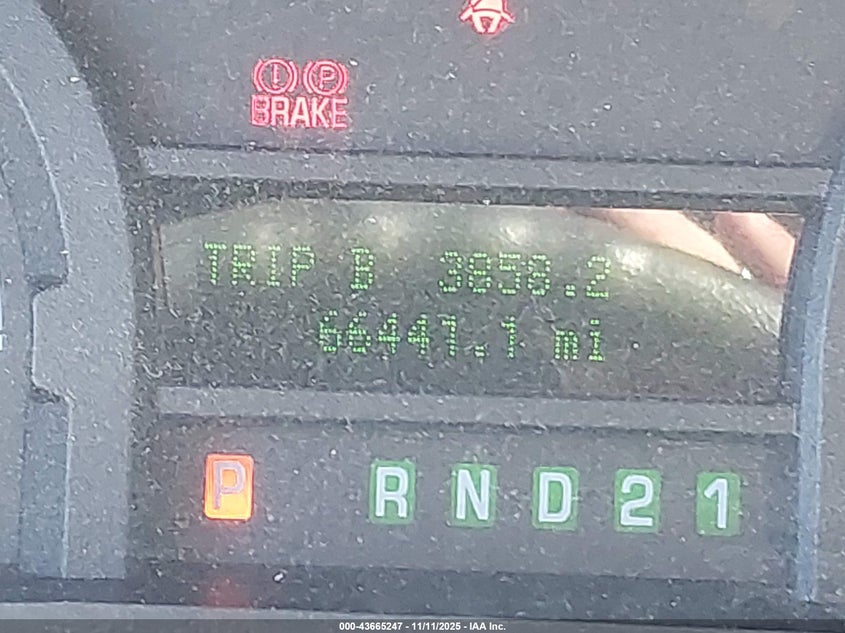 BRAKE
TRIP B 3858.2
66441.1 mi
P R N D 2 1
000-43665247 - 11/11/2025 - IAA Inc.